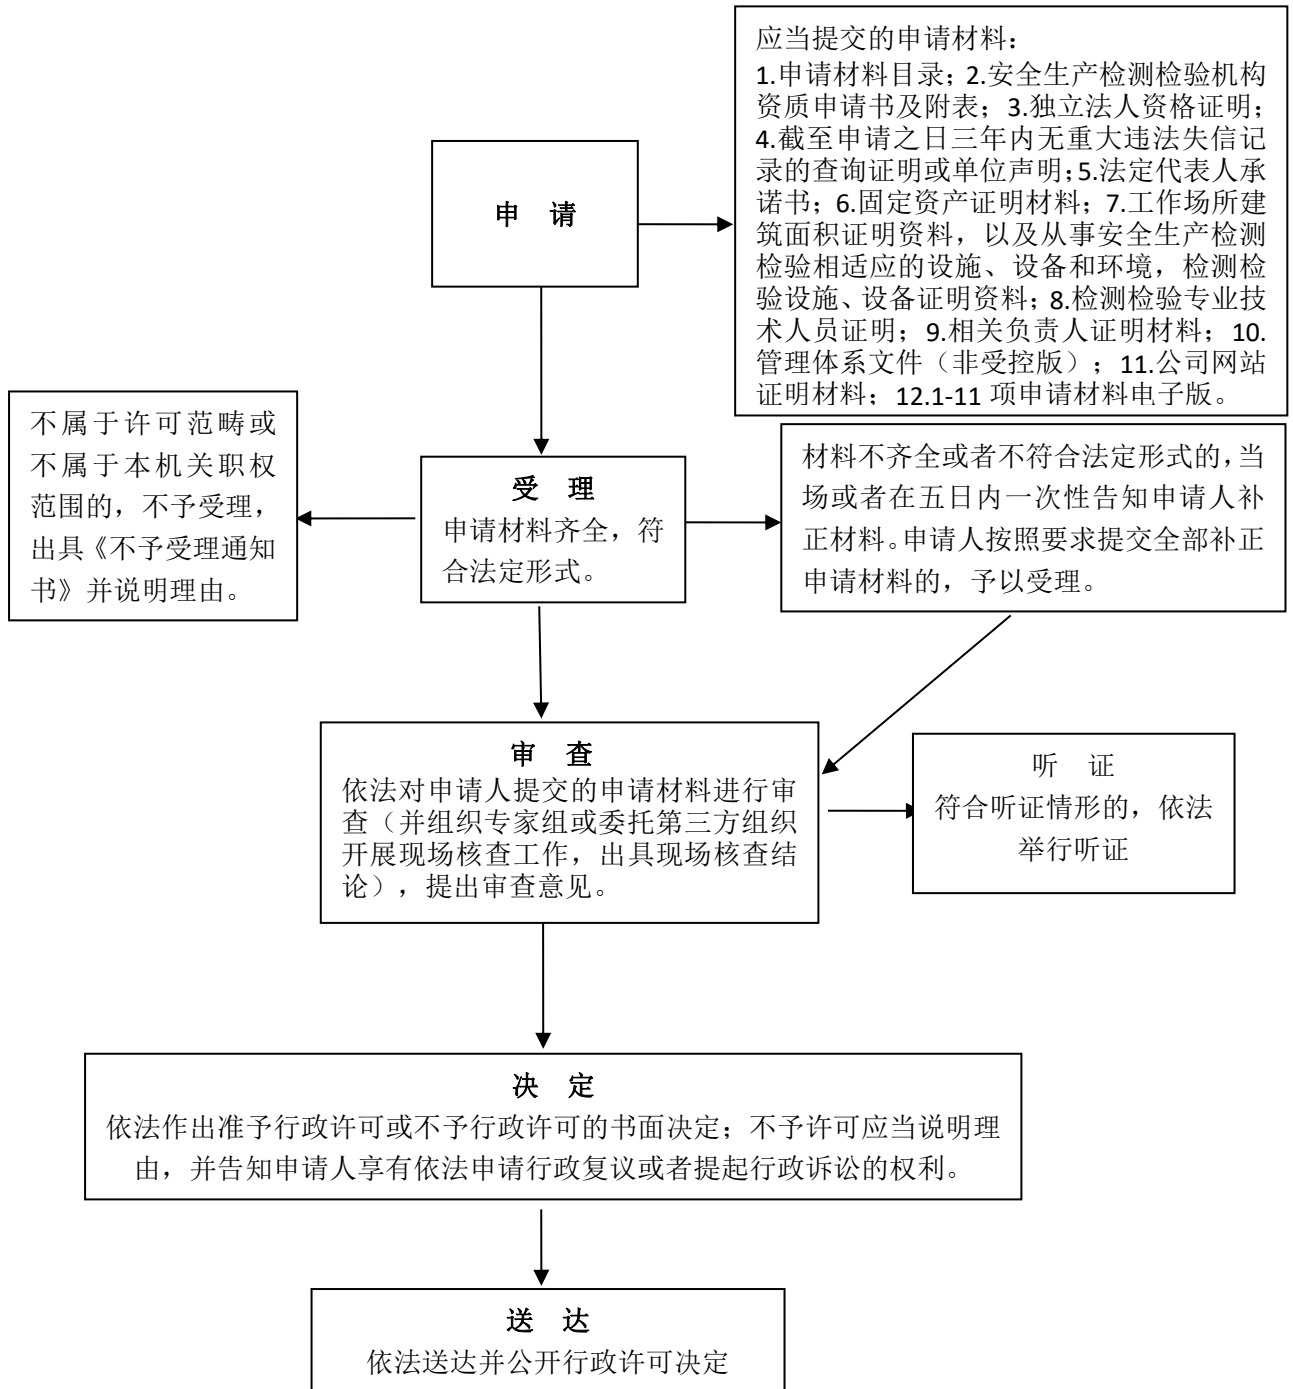 应当提交的申请材料：
1.申请材料目录；2.安全生产检测检验机构
资质申请书及附表；3.独立法人资格证明；
4.截至申请之日三年内无重大违法失信记
录的查询证明或单位声明；5.法定代表人承
诺书；6.固定资产证明材料；7.工作场所建
筑面积证明资料，以及从事安全生产检测
检验相适应的设施、设备和环境，检测检
验设施、设备证明资料；8.检测检验专业技
术人员证明；9.相关负责人证明材料；10.
管理体系文件（非受控版）；11.公司网站
证明材料；12.1-11 项申请材料电子版。
申 请
不属于许可范畴或
不属于本机关职权
范围的，不予受理，
出具《不予受理通知
书》并说明理由。
受 理
申请材料齐全，符
合法定形式。
材料不齐全或者不符合法定形式的，当
场或者在五日内一次性告知申请人补
正材料。申请人按照要求提交全部补正
申请材料的，予以受理。
审 查
依法对申请人提交的申请材料进行审
查（并组织专家组或委托第三方组织
开展现场核查工作，出具现场核查结
论），提出审查意见。
听 证
符合听证情形的，依法
举行听证
决 定
依法作出准予行政许可或不予行政许可的书面决定；不予许可应当说明理
由，并告知申请人享有依法申请行政复议或者提起行政诉讼的权利。
送 达
依法送达并公开行政许可决定